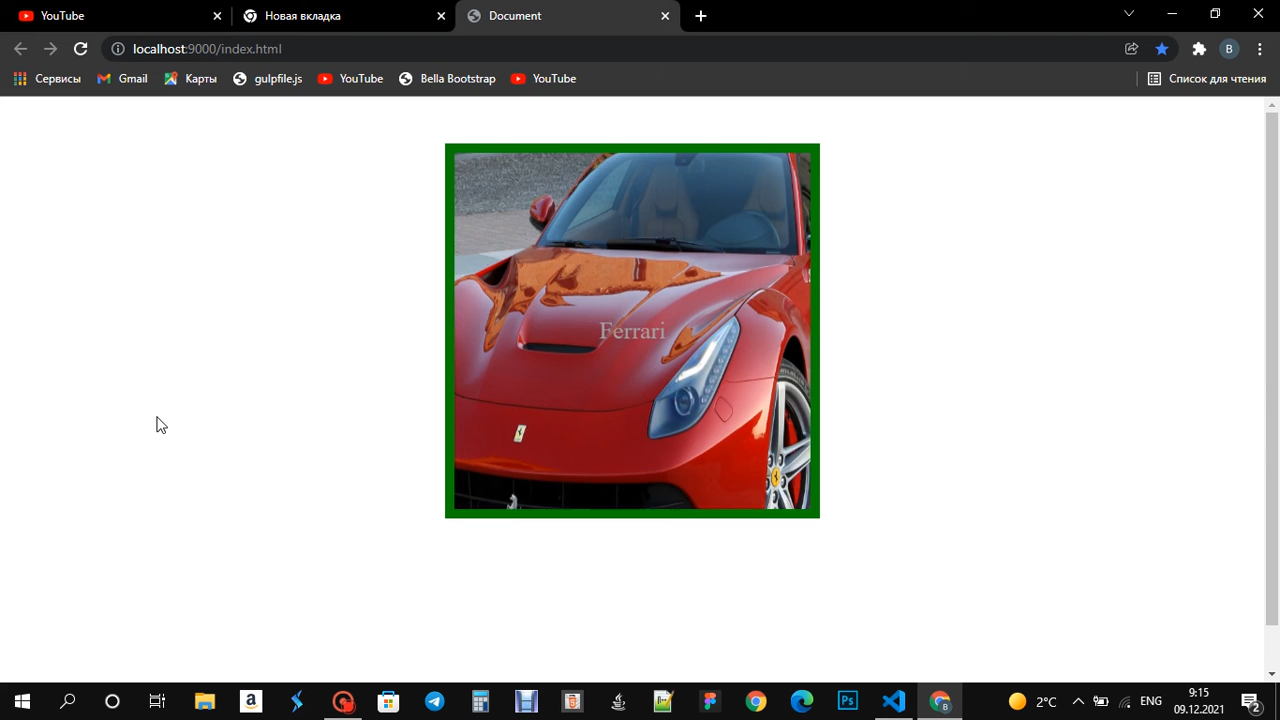 YouTube
Новая вкладка
Document
localhost:9000/index.html
B
Сервисы
Gmail
Карты
gulpfile.js
YouTube
Bella Bootstrap
YouTube
Список для чтения
Ferrari
2°C
ENG
9:15
09.12.2021
2